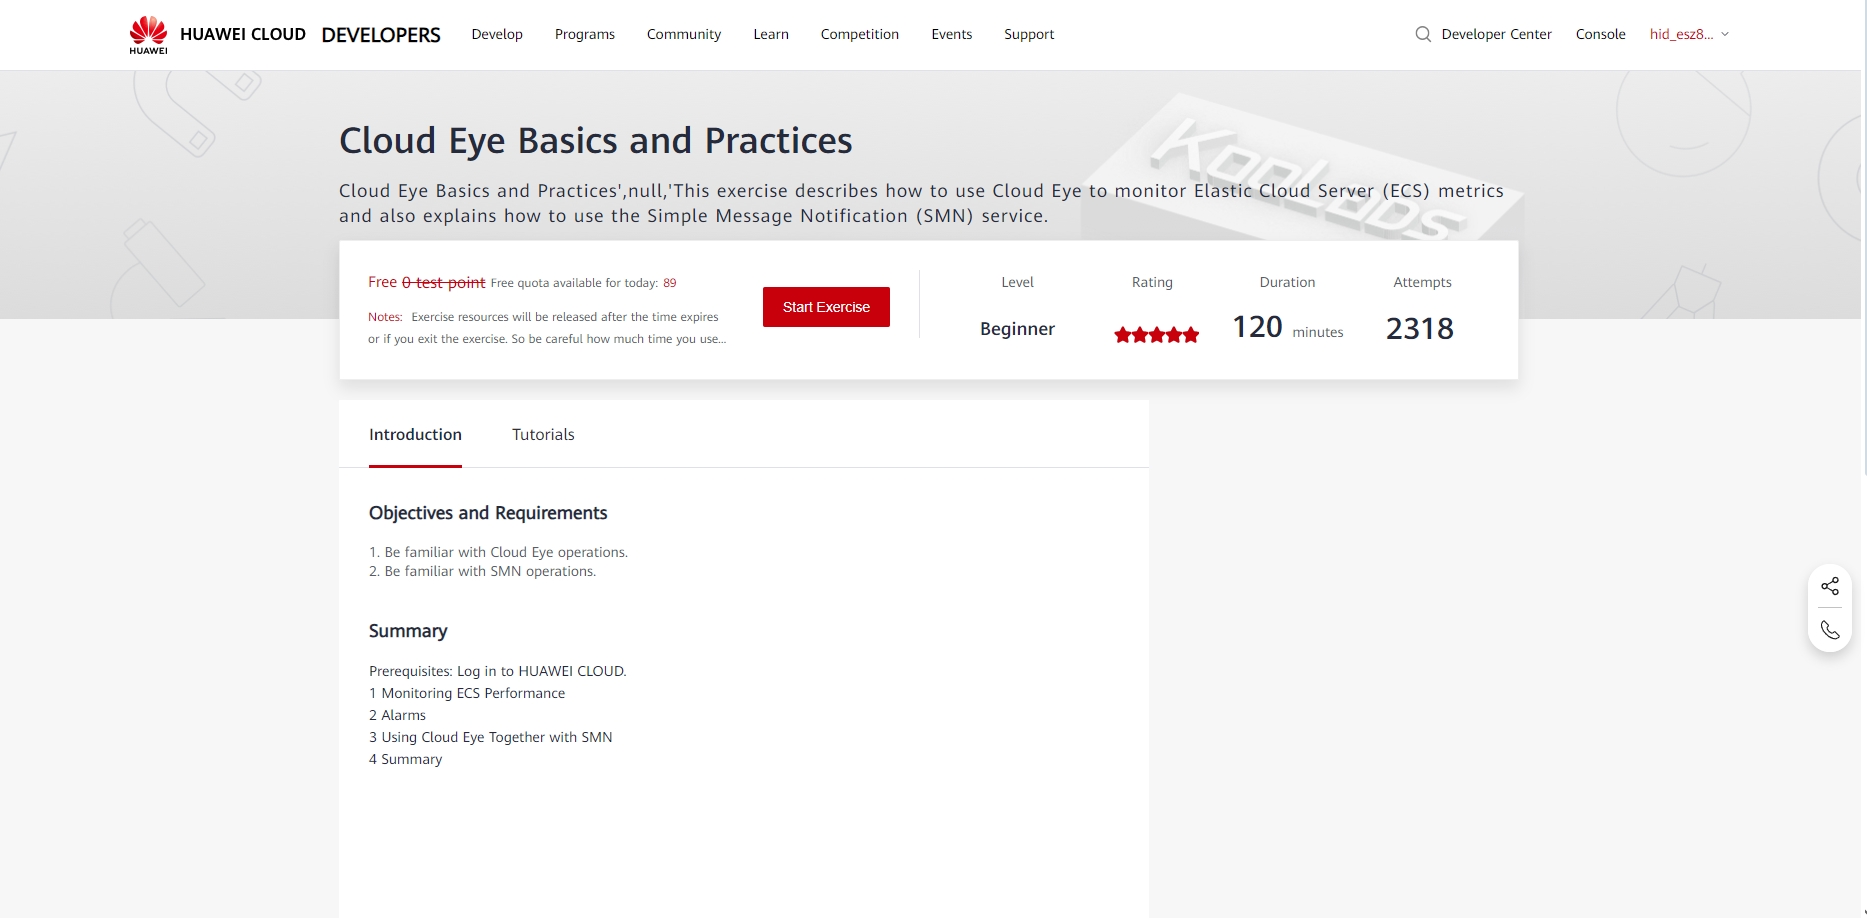 HUAWEI
HUAWEI CLOUD DEVELOPERS Develop Programs Community Learn Competition Events Support Developer Center Console hid_esz8...
Cloud Eye Basics and Practices
Cloud Eye Basics and Practices',null,'This exercise describes how to use Cloud Eye to monitor Elastic Cloud Server (ECS) metrics
and also explains how to use the Simple Message Notification (SMN) service.
KooLabs
Free 0 test point Free quota available for today: 89
Notes: Exercise resources will be released after the time expires
or if you exit the exercise. So be careful how much time you use...
Start Exercise
Level Rating Duration Attempts
Beginner 120 minutes 2318
Introduction Tutorials
Objectives and Requirements
1. Be familiar with Cloud Eye operations.
2. Be familiar with SMN operations.
Summary
Prerequisites: Log in to HUAWEI CLOUD.
1 Monitoring ECS Performance
2 Alarms
3 Using Cloud Eye Together with SMN
4 Summary